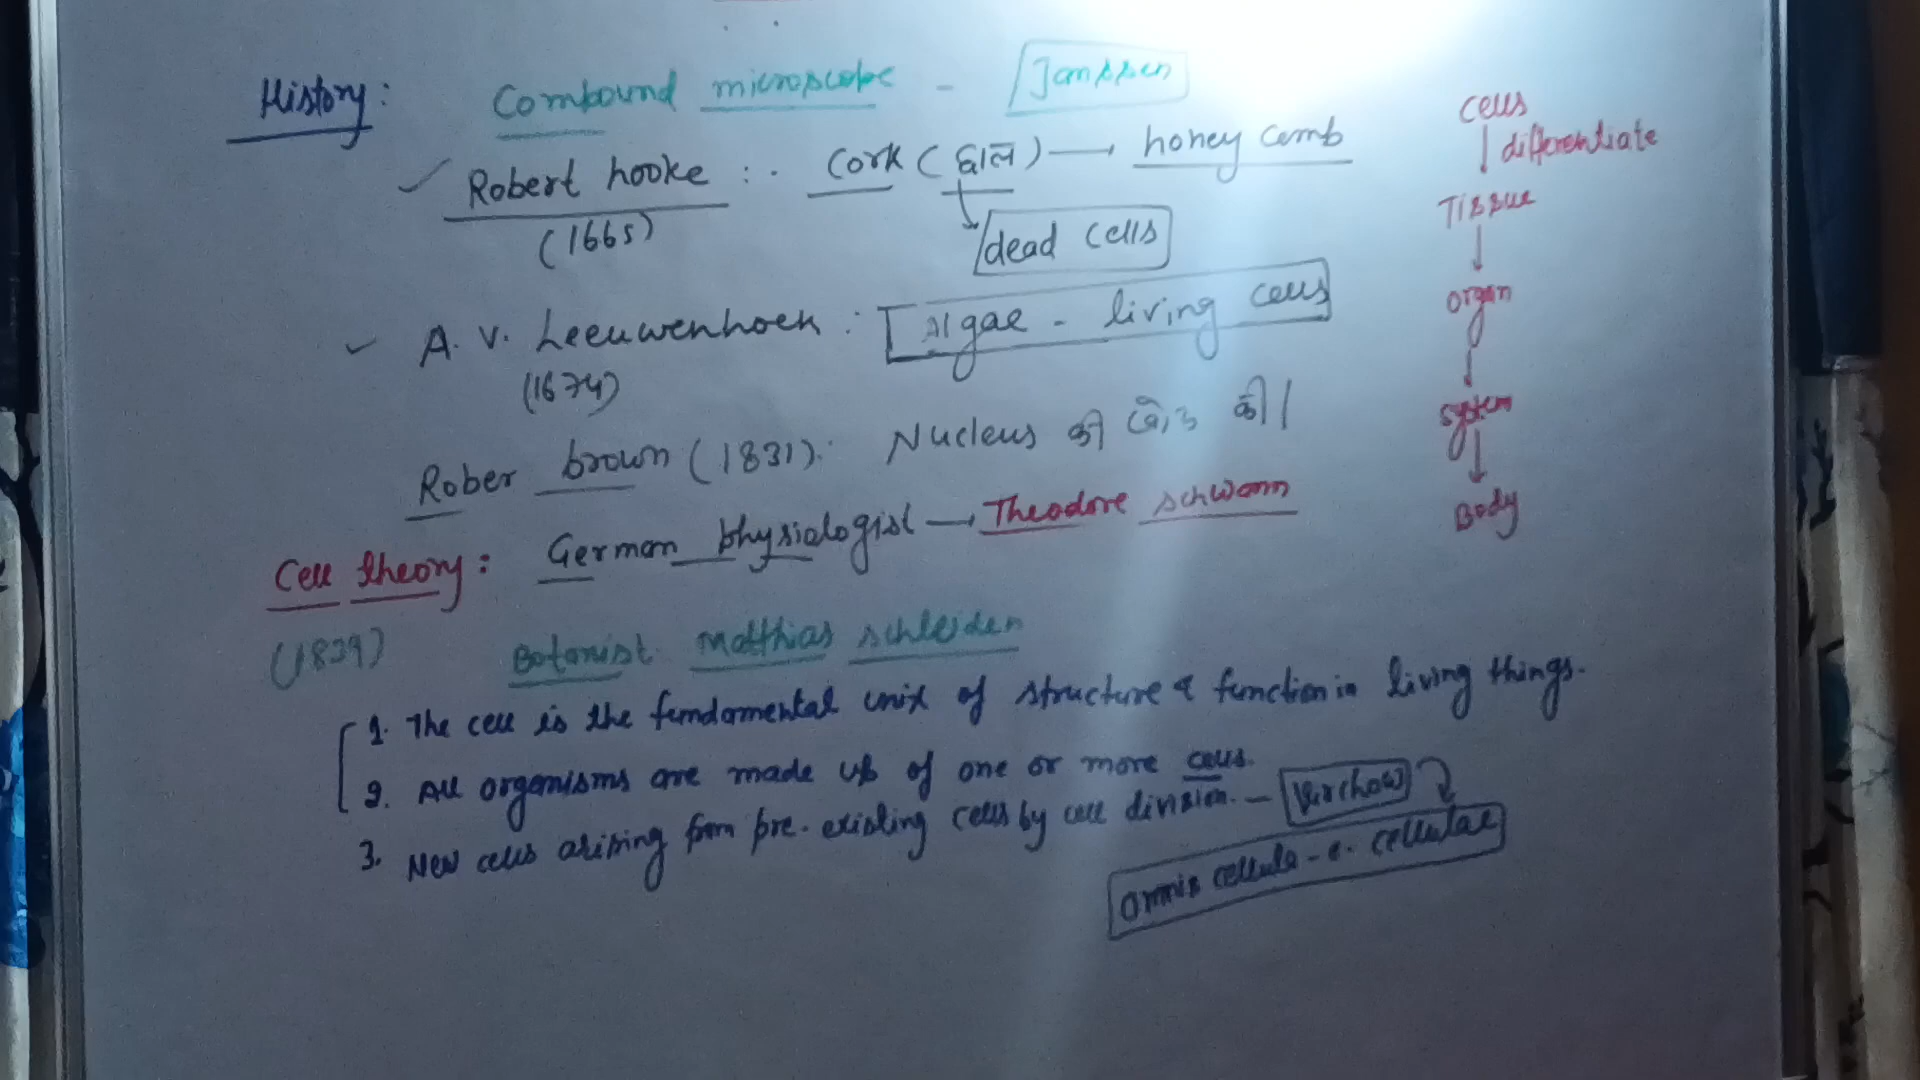 History: Compound microscope - Janssen
Robert hooke : . Cork (छाल) → honey comb
(1665)
dead cells
A. V. Leeuwenhoek : Algae - living cells
(1674)
Rober brown (1831): Nucleus की खोज की।
Cell theory: German physiologist → Theodore schwann
(1839) Botanist Matthias schleiden
1. The cell is the fundamental unit of structure & function in living things.
2. All organisms are made up of one or more cells.
3. New cells arising from pre-existing cells by cell division. - Virchow
omnis cellula-e-cellulae
cells
differentiate
Tissue
organ
system
Body